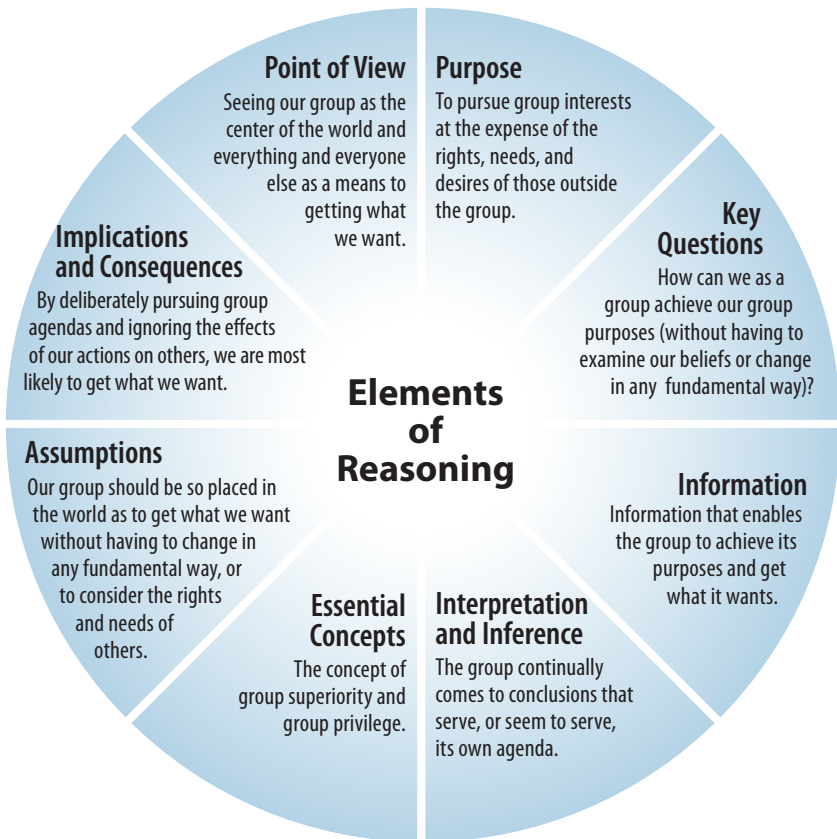 Point of View
Seeing our group as the
center of the world and
everything and everyone
else as a means to
getting what
we want.
Purpose
To pursue group interests
at the expense of the
rights, needs, and
desires of those outside
the group.
Key
Questions
How can we as a
group achieve our group
purposes (without having to
examine our beliefs or change
in any fundamental way)?
Information
Information that enables
the group to achieve its
purposes and get
what it wants.
Interpretation
and Inference
The group continually
comes to conclusions that
serve, or seem to serve,
its own agenda.
Essential
Concepts
The concept of
group superiority and
group privilege.
Assumptions
Our group should be so placed in
the world as to get what we want
without having to change in
any fundamental way, or
to consider the rights
and needs of
others.
Implications
and Consequences
By deliberately pursuing group
agendas and ignoring the effects
of our actions on others, we are most
likely to get what we want.
Elements
of
Reasoning